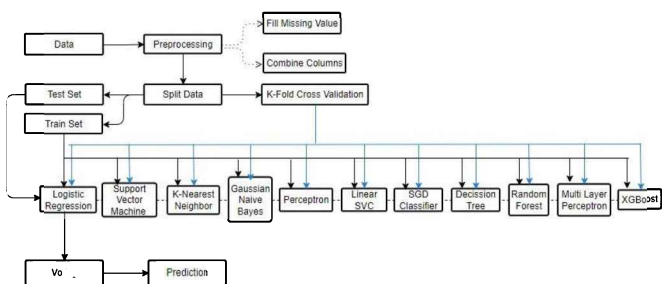 Fill Missing Value
Data
Preprocessing
Combine Columns
Test Set
Split Data
K-Fold Cross Validation
Train Set
Logistic
Regression
Support
Vector
Machine
K-Nearest
Neighbor
Gaussian
Naive
Bayes
Perceptron
Linear
SVC
SGD
Classifier
Decission
Tree
Random
Forest
Multi Layer
Perceptron
XGBoost
Prediction